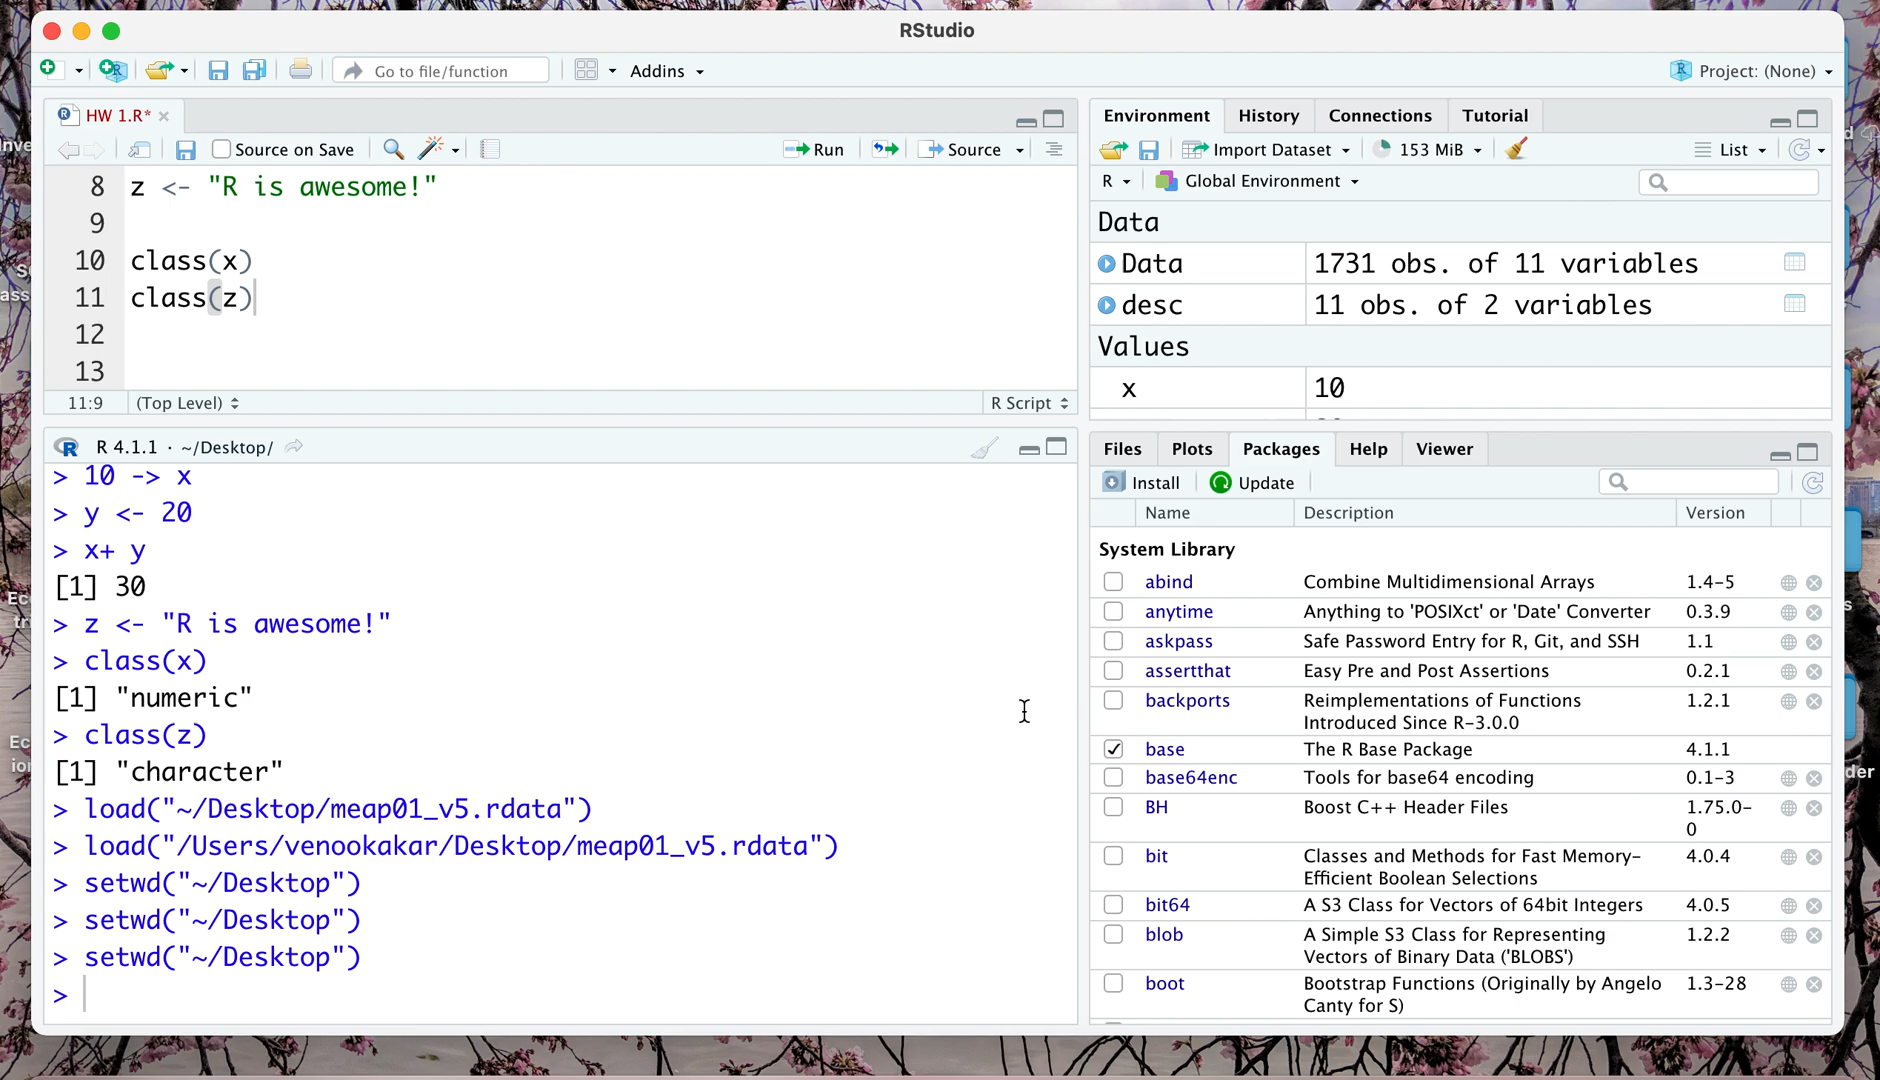 RStudio
Go to file/function
Addins
Project: (None)
HW 1.R*
Source on Save
Run
Source
8 z <- "R is awesome!"
9
10 class(x)
11 class(z)
12
13
11:9 (Top Level) R Script
R 4.1.1 · ~/Desktop/
> 10 -> x
> y <- 20
> x+ y
[1] 30
> z <- "R is awesome!"
> class(x)
[1] "numeric"
> class(z)
[1] "character"
> load("~/Desktop/meap01_v5.rdata")
> load("/Users/venookakar/Desktop/meap01_v5.rdata")
> setwd("~/Desktop")
> setwd("~/Desktop")
> setwd("~/Desktop")
>
Environment History Connections Tutorial
Import Dataset 153 MiB List
R Global Environment
Data
Data 1731 obs. of 11 variables
desc 11 obs. of 2 variables
Values
x 10
Files Plots Packages Help Viewer
Install Update
Name Description Version
System Library
abind Combine Multidimensional Arrays 1.4-5
anytime Anything to 'POSIXct' or 'Date' Converter 0.3.9
askpass Safe Password Entry for R, Git, and SSH 1.1
assertthat Easy Pre and Post Assertions 0.2.1
backports Reimplementations of Functions 1.2.1
Introduced Since R-3.0.0
base The R Base Package 4.1.1
base64enc Tools for base64 encoding 0.1-3
BH Boost C++ Header Files 1.75.0-
0
bit Classes and Methods for Fast Memory- 4.0.4
Efficient Boolean Selections
bit64 A S3 Class for Vectors of 64bit Integers 4.0.5
blob A Simple S3 Class for Representing 1.2.2
Vectors of Binary Data ('BLOBS')
boot Bootstrap Functions (Originally by Angelo 1.3-28
Canty for S)